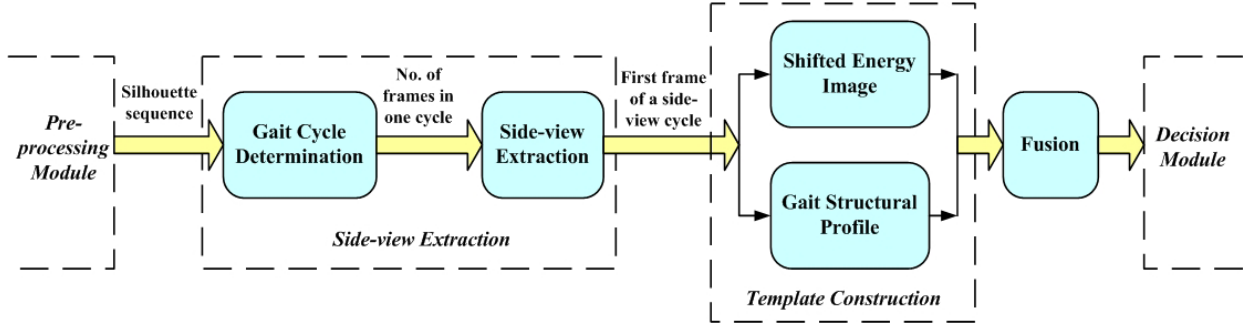 Pre-
processing
Module
Silhouette
sequence
Gait Cycle
Determination
No. of
frames in
one cycle
Side-view
Extraction
Side-view Extraction
First frame
of a side-
view cycle
Shifted Energy
Image
Gait Structural
Profile
Template Construction
Fusion
Decision
Module